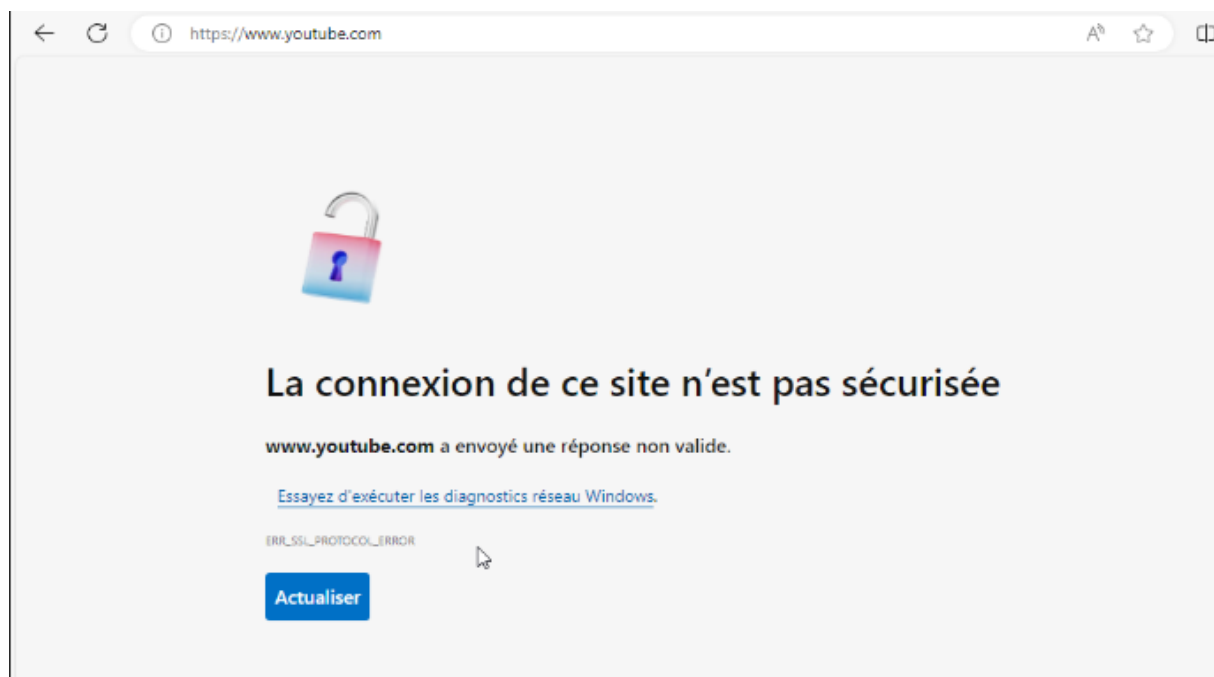 https://www.youtube.com
La connexion de ce site n’est pas sécurisée
www.youtube.com a envoyé une réponse non valide.
Essayez d'exécuter les diagnostics réseau Windows.
ERR_SSL_PROTOCOL_ERROR
Actualiser